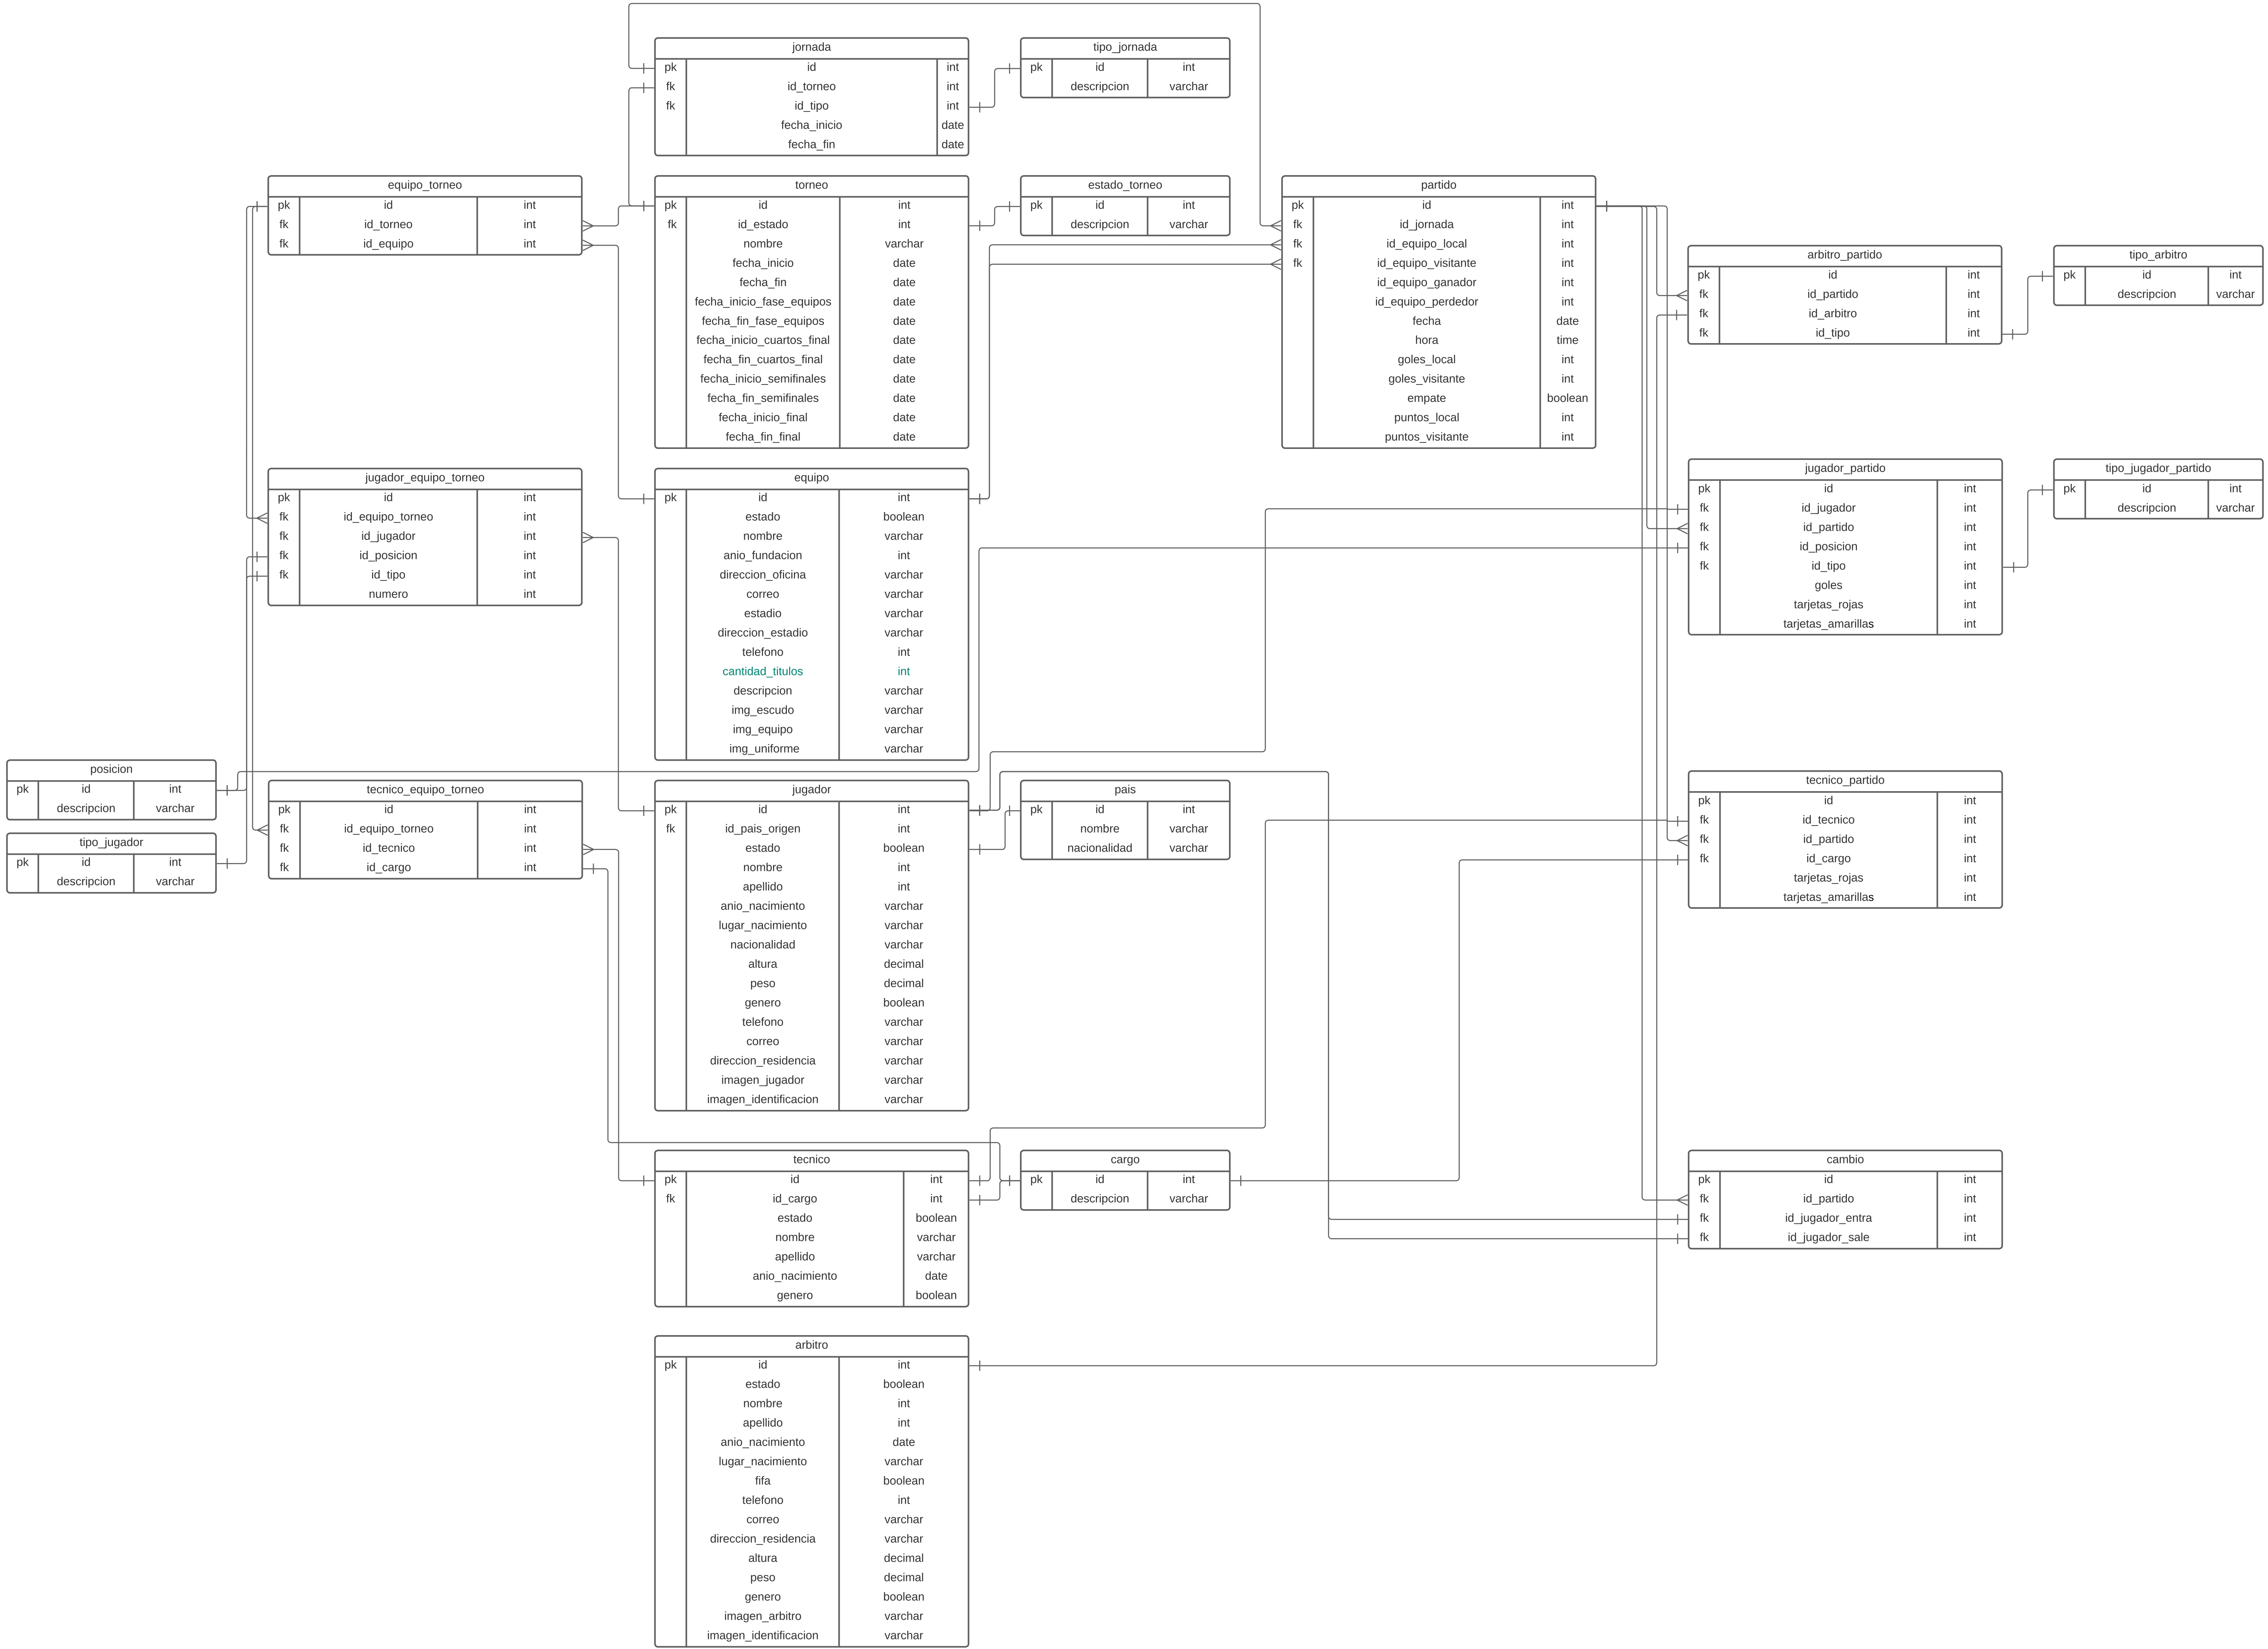 jornada
pk id int
fk id_torneo int
fk id_tipo int
fecha_inicio date
fecha_fin date
tipo_jornada
pk id int
descripcion varchar
equipo_torneo
pk id int
fk id_torneo int
fk id_equipo int
torneo
pk id int
fk id_estado int
nombre varchar
fecha_inicio date
fecha_fin date
fecha_inicio_fase_equipos date
fecha_fin_fase_equipos date
fecha_inicio_cuartos_final date
fecha_fin_cuartos_final date
fecha_inicio_semifinales date
fecha_fin_semifinales date
fecha_inicio_final date
fecha_fin_final date
estado_torneo
pk id int
descripcion varchar
partido
pk id int
fk id_jornada int
fk id_equipo_local int
fk id_equipo_visitante int
id_equipo_ganador int
id_equipo_perdedor int
fecha date
hora time
goles_local int
goles_visitante int
empate boolean
puntos_local int
puntos_visitante int
arbitro_partido
pk id int
fk id_partido int
fk id_arbitro int
fk id_tipo int
tipo_arbitro
pk id int
descripcion varchar
jugador_equipo_torneo
pk id int
fk id_equipo_torneo int
fk id_jugador int
fk id_posicion int
fk id_tipo int
numero int
equipo
pk id int
estado boolean
nombre varchar
anio_fundacion int
direccion_oficina varchar
correo varchar
estadio varchar
direccion_estadio varchar
telefono int
cantidad_titulos int
descripcion varchar
img_escudo varchar
img_equipo varchar
img_uniforme varchar
jugador_partido
pk id int
fk id_jugador int
fk id_partido int
fk id_posicion int
fk id_tipo int
goles int
tarjetas_rojas int
tarjetas_amarillas int
tipo_jugador_partido
pk id int
descripcion varchar
posicion
pk id int
descripcion varchar
tipo_jugador
pk id int
descripcion varchar
tecnico_equipo_torneo
pk id int
fk id_equipo_torneo int
fk id_tecnico int
fk id_cargo int
jugador
pk id int
fk id_pais_origen int
estado boolean
nombre int
apellido int
anio_nacimiento varchar
lugar_nacimiento varchar
nacionalidad varchar
altura decimal
peso decimal
genero boolean
telefono varchar
correo varchar
direccion_residencia varchar
imagen_jugador varchar
imagen_identificacion varchar
pais
pk id int
nombre varchar
nacionalidad varchar
tecnico_partido
pk id int
fk id_tecnico int
fk id_partido int
fk id_cargo int
tarjetas_rojas int
tarjetas_amarillas int
tecnico
pk id int
fk id_cargo int
estado boolean
nombre varchar
apellido varchar
anio_nacimiento date
genero boolean
cargo
pk id int
descripcion varchar
cambio
pk id int
fk id_partido int
fk id_jugador_entra int
fk id_jugador_sale int
arbitro
pk id int
estado boolean
nombre int
apellido int
anio_nacimiento date
lugar_nacimiento varchar
fifa boolean
telefono int
correo varchar
direccion_residencia varchar
altura decimal
peso decimal
genero boolean
imagen_arbitro varchar
imagen_identificacion varchar